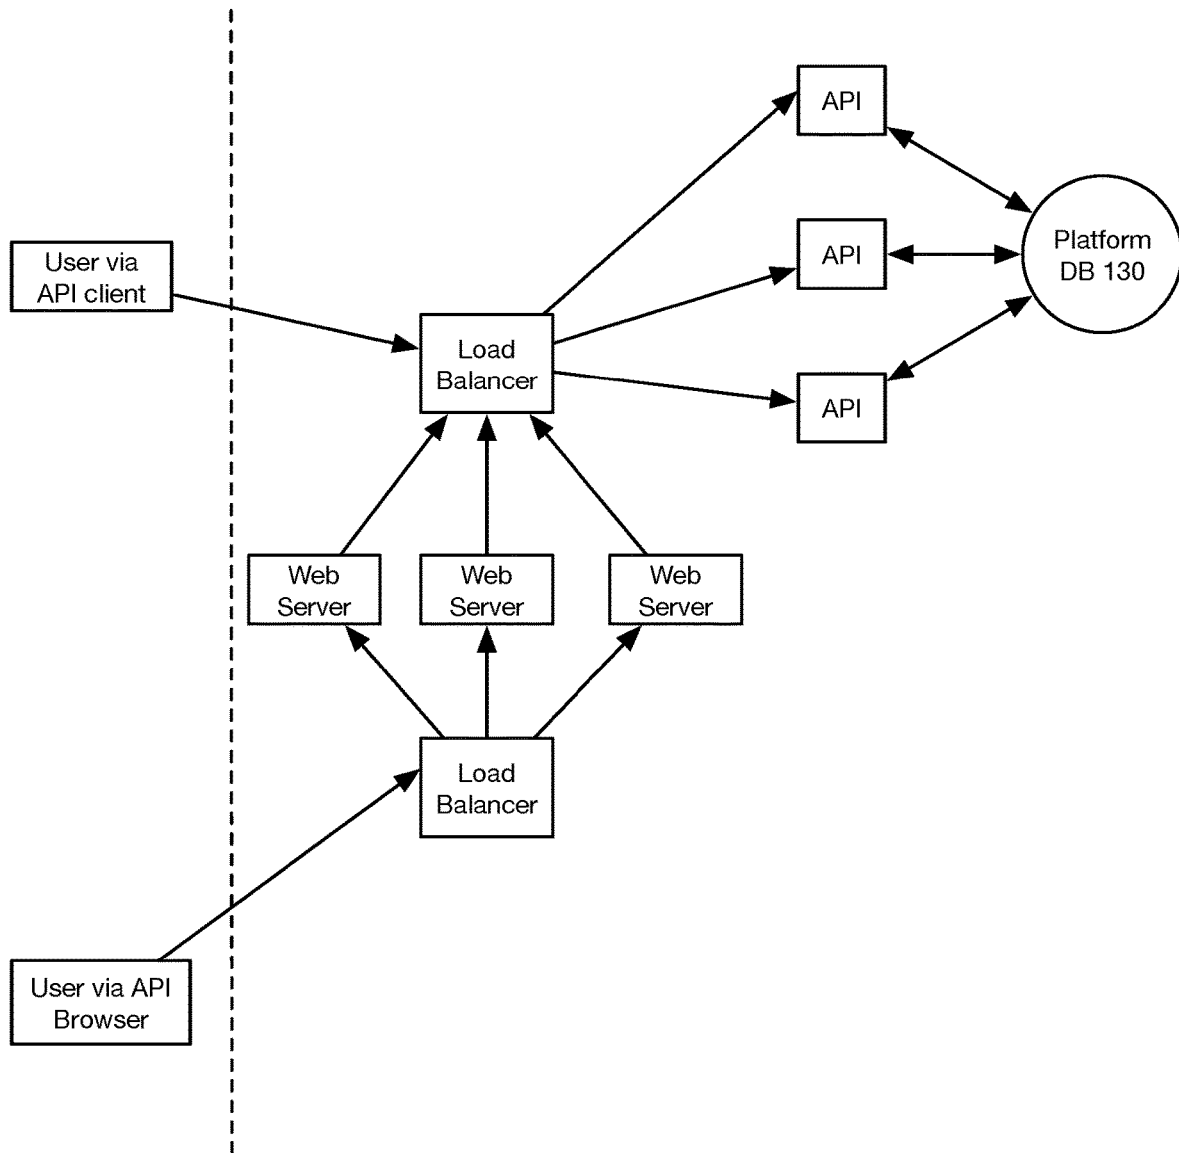 API
User via
API client
API
Platform
DB 130
Load
Balancer
API
Web
Server
Web
Server
Web
Server
Load
Balancer
User via API
Browser